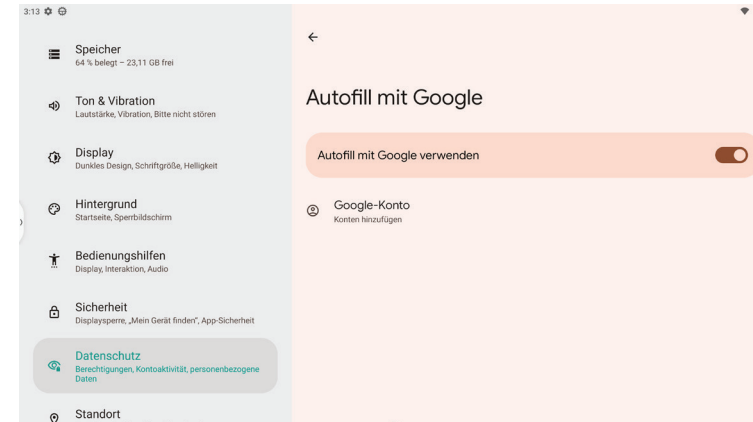 3:13
Speicher
64 % belegt – 23,11 GB frei
Ton & Vibration
Lautstärke, Vibration, Bitte nicht stören
Display
Dunkles Design, Schriftgröße, Helligkeit
Hintergrund
Startseite, Sperrbildschirm
Bedienungshilfen
Display, Interaktion, Audio
Sicherheit
Displaysperre, „Mein Gerät finden“, App-Sicherheit
Datenschutz
Berechtigungen, Kontoaktivität, personenbezogene
Daten
Standort
Autofill mit Google
Autofill mit Google verwenden
Google-Konto
Konten hinzufügen